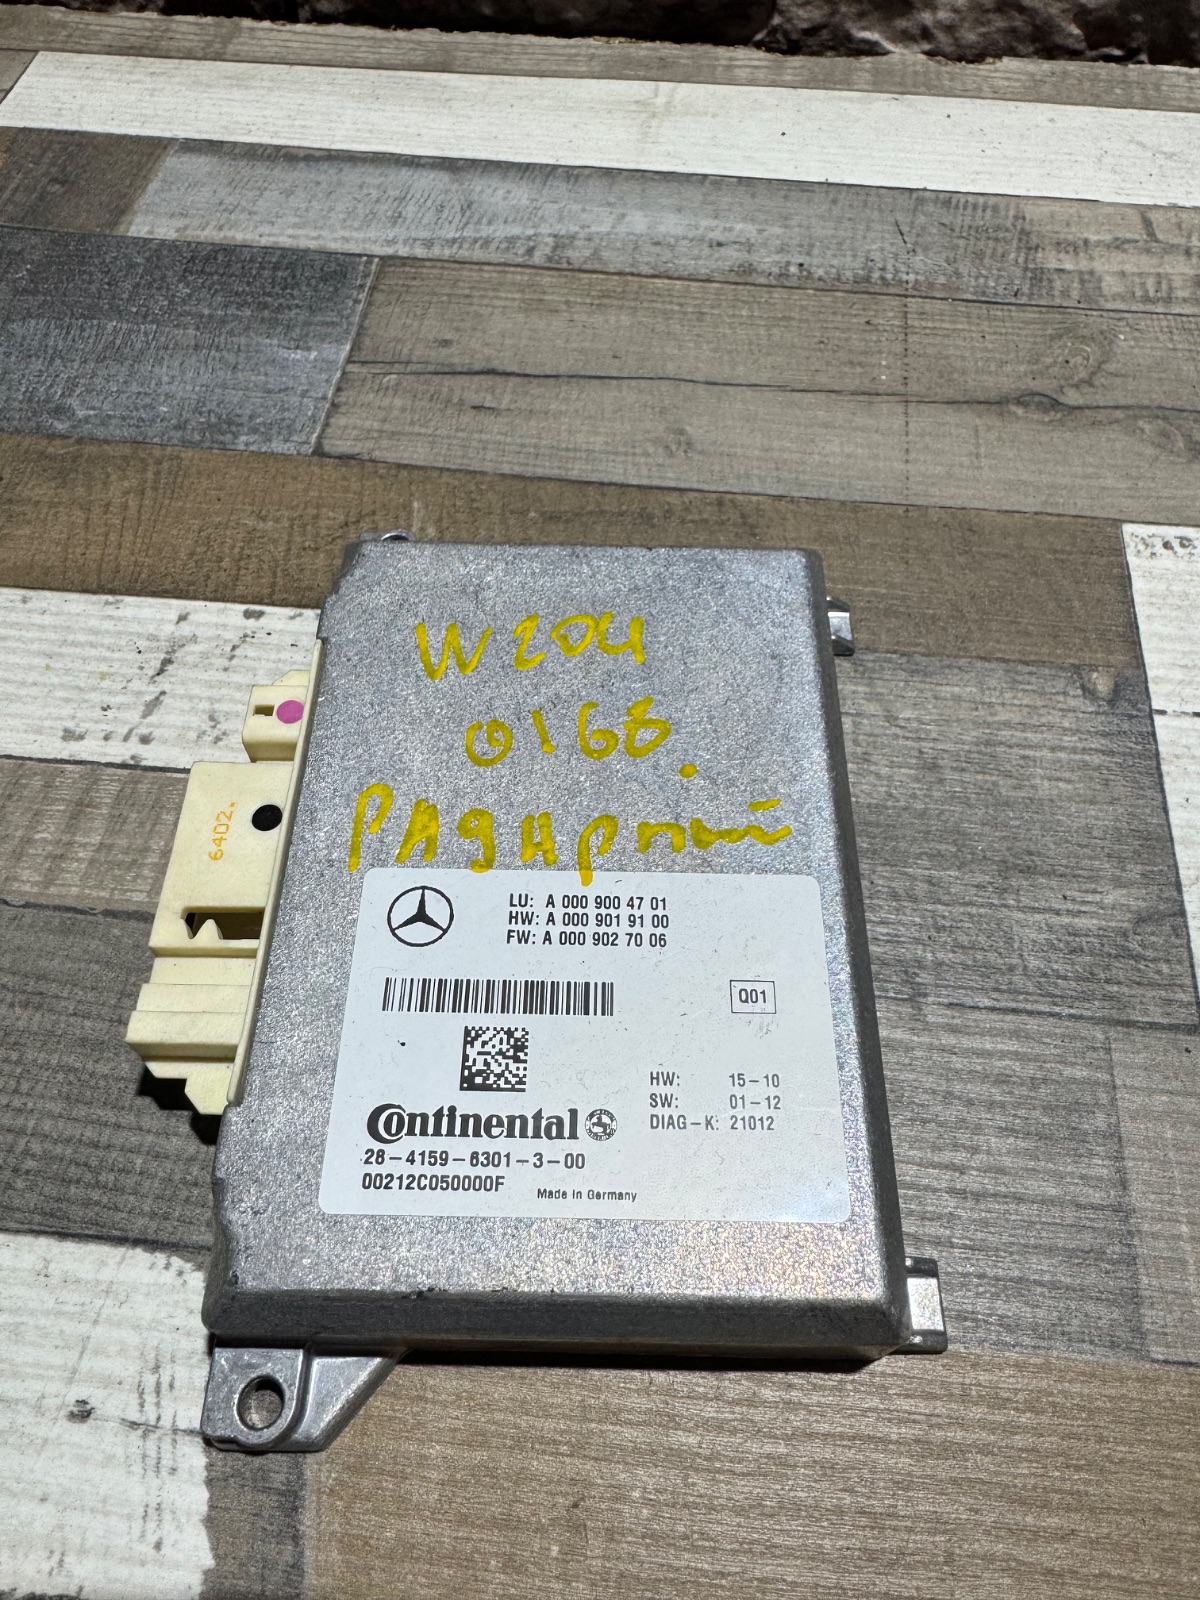 W204
0168.
6402.
LU: A 000 900 47 01
HW: A 000 901 91 00
FW: A 000 902 70 06
Q01
HW: 15-10
SW: 01-12
DIAG-K: 21012
Continental
28-4159-6301-3-00
00212C050000F
Made in Germany